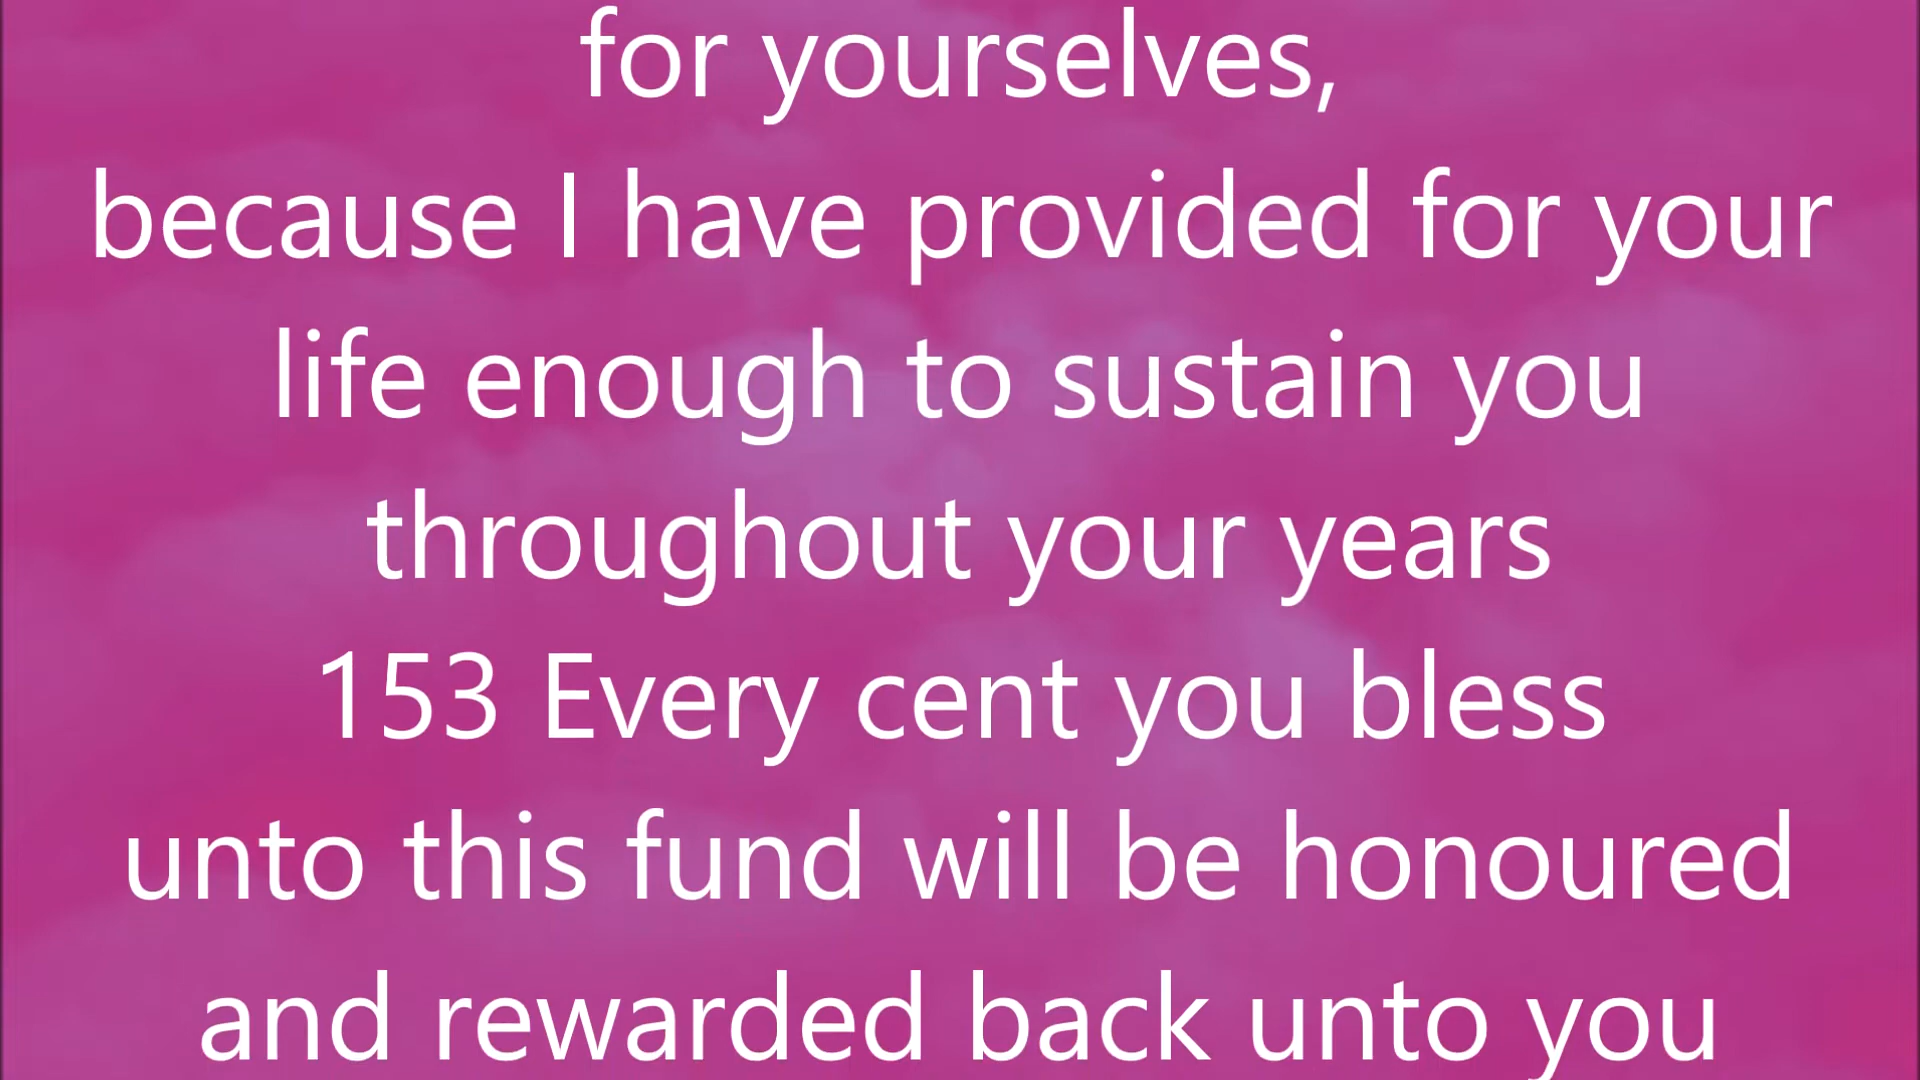 for yourselves,
because I have provided for your
life enough to sustain you
throughout your years
153 Every cent you bless
unto this fund will be honoured
and rewarded back unto you